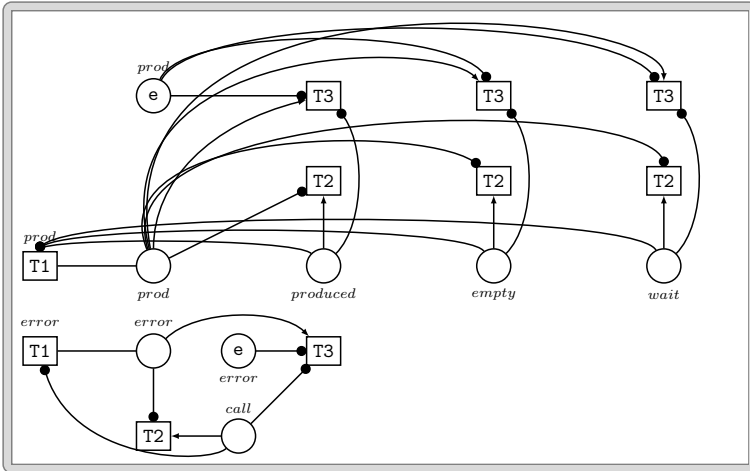 prod
e T3 T3 T3
T2 T2 T2
prod
T1
prod produced empty wait
error error
T1 e T3
error
call
T2